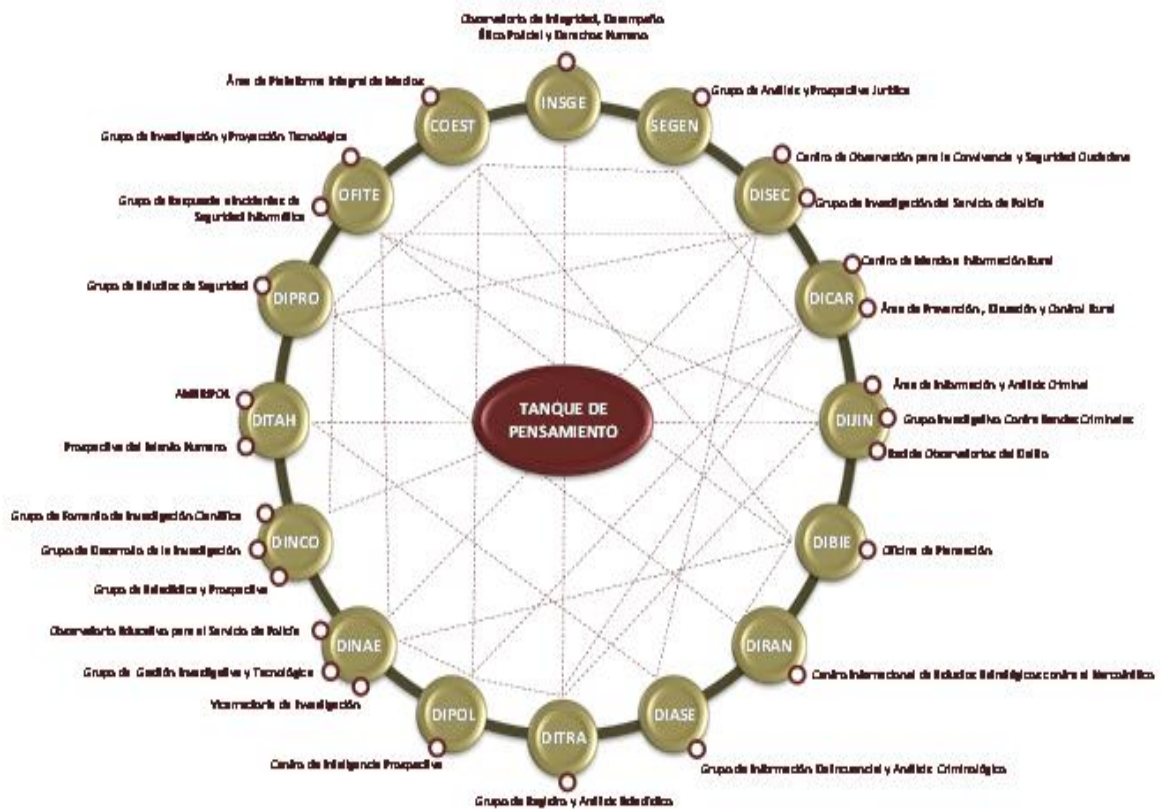 Observatorio de Integridad, Desempeño
Ético Policial y Derechos Humano
INSGE
Grupo de Análisis y Prospectiva Jurídica
SEGEN
Centro de Observación para la Convivencia y Seguridad Ciudadana
DISEC
Grupo de Investigación del Servicio de Policía
Centro de Mando e Información Rural
DICAR
Área de Prevención, Educación y Control Rural
Área de Información y Análisis Criminal
DIJIN
Grupo Investigativo Contra Bandas Criminales
Red de Observatorios del Delito
DIBIE
Oficina de Planeación
DIRAN
Centro Internacional de Estudios Estratégicos contra el Narcotráfico
DIASE
Grupo de Información Delincuencial y Análisis Criminológico
DITRA
Grupo de Registro y Análisis Estadístico
DIPOL
Centro de Inteligencia Prospectiva
Observatorio Educativo para el Servicio de Policía
DINAE
Grupo de Gestión Investigativa y Tecnológica
Vicerrectoría de Investigación
Grupo de Fomento de Investigación Científica
DINCO
Grupo de Desarrollo de la Investigación
Grupo de Estadística y Prospectiva
DITAH
Prospectiva del Talento Humano
Grupo de Estudios de Seguridad
DIPRO
Grupo de Investigación y Proyección Tecnológica
OFITE
Grupo de Respuesta a Incidentes de
Seguridad Informática
Área de Plataforma Integral de Medios
COEST
TANQUE DE
PENSAMIENTO